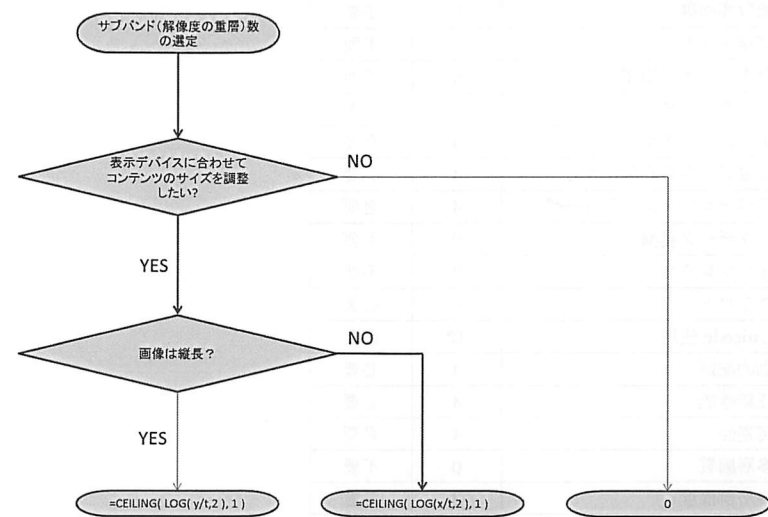 サブバンド(解像度の重層)数
の選定
表示デバイスに合わせて
コンテンツのサイズを調整
したい?
NO
YES
画像は縦長？
NO
YES
=CEILING( LOG( y/t,2 ), 1 )
=CEILING( LOG(x/t,2 ), 1 )
0